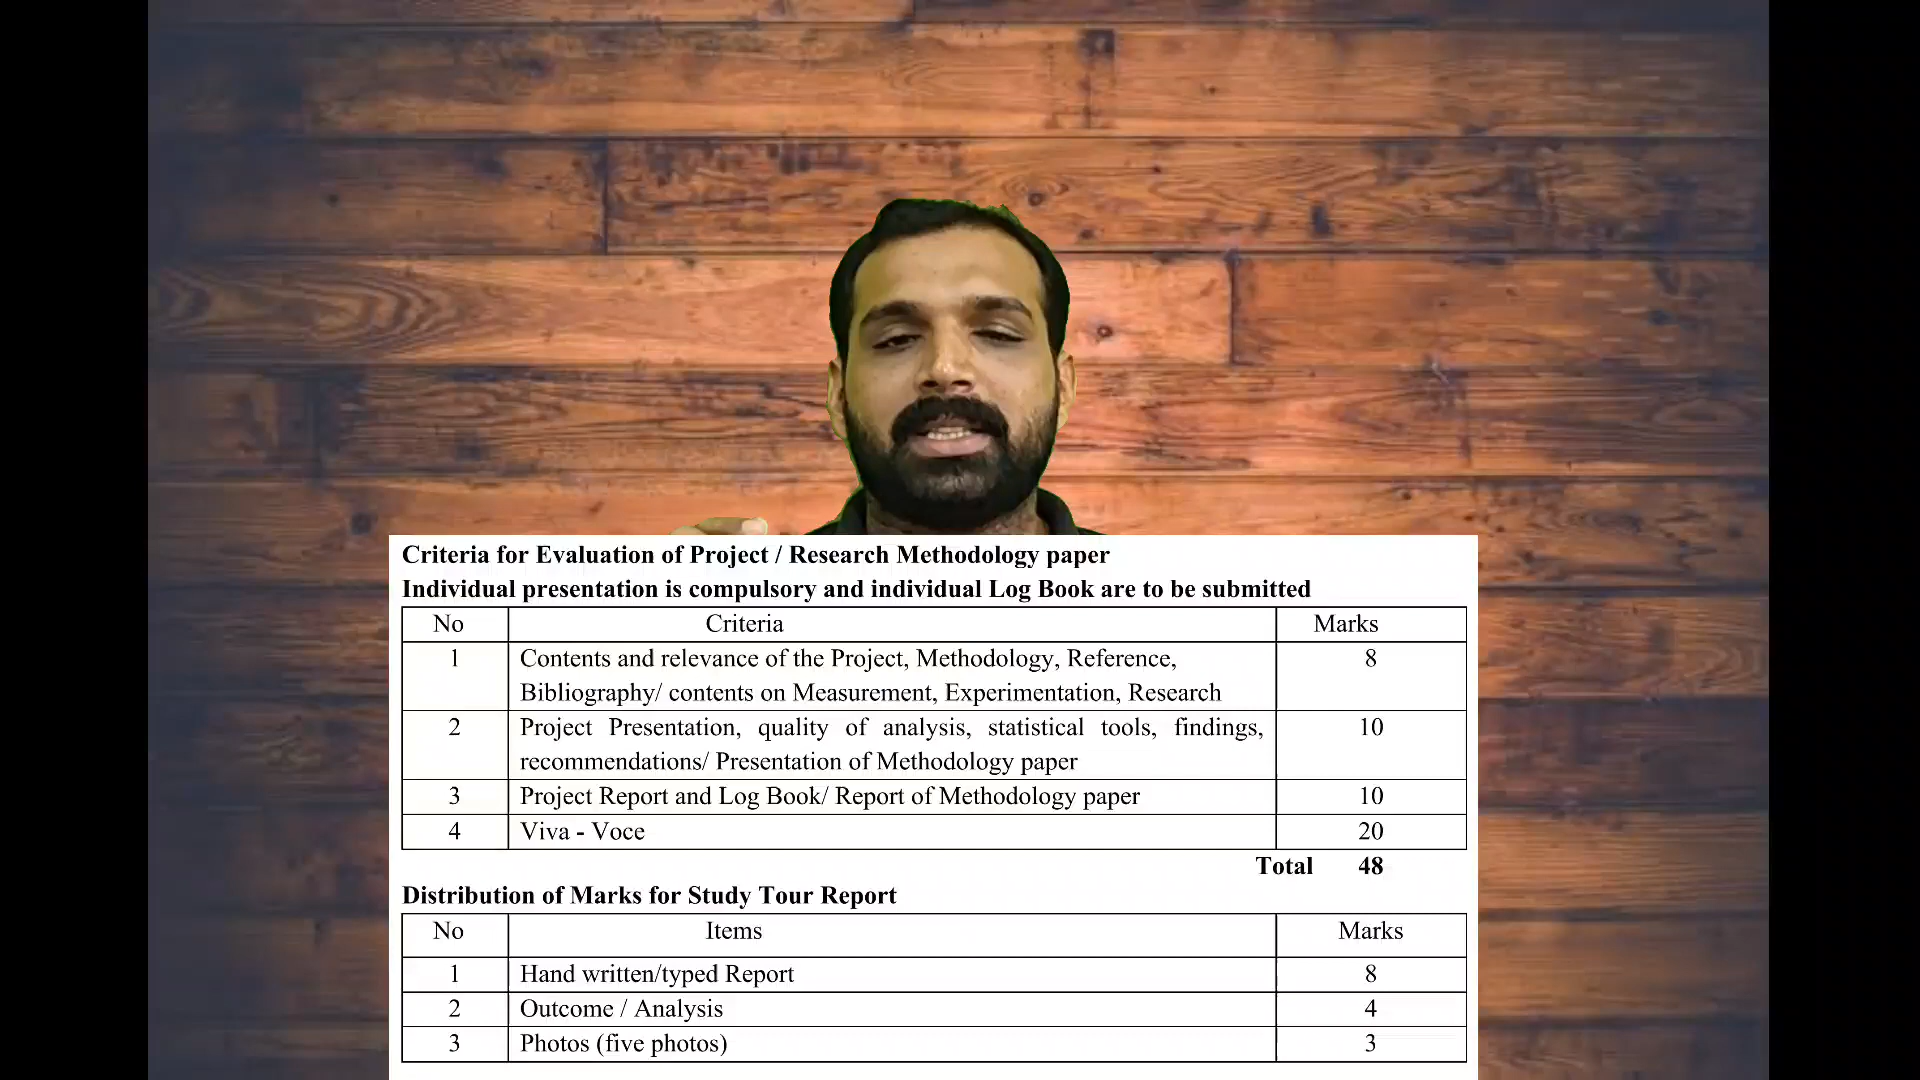 Criteria for Evaluation of Project / Research Methodology paper
Individual presentation is compulsory and individual Log Book are to be submitted
No Criteria Marks
1 Contents and relevance of the Project, Methodology, Reference, 8
Bibliography/ contents on Measurement, Experimentation, Research
2 Project Presentation, quality of analysis, statistical tools, findings, 10
recommendations/ Presentation of Methodology paper
3 Project Report and Log Book/ Report of Methodology paper 10
4 Viva - Voce 20
Total 48
Distribution of Marks for Study Tour Report
No Items Marks
1 Hand written/typed Report 8
2 Outcome / Analysis 4
3 Photos (five photos) 3